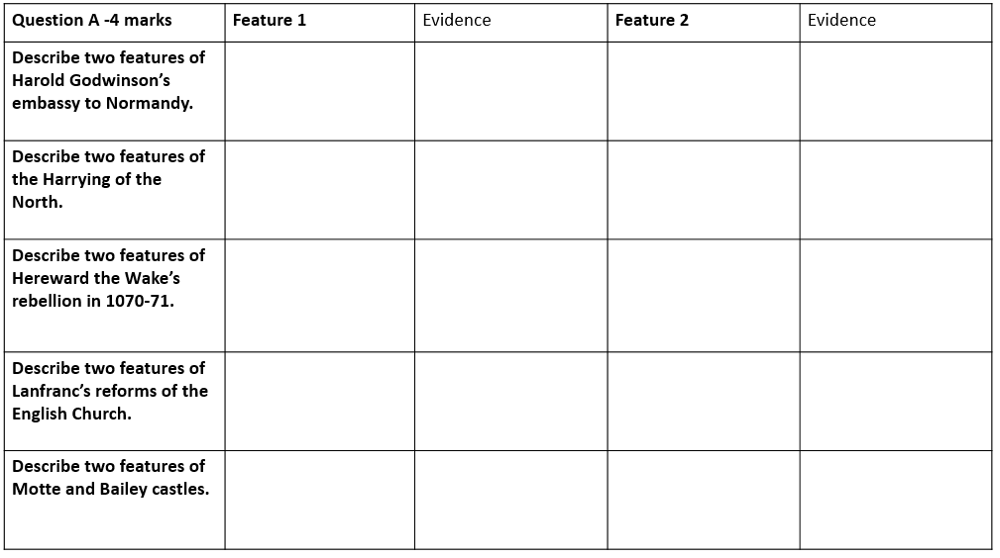 Question A -4 marks
Feature 1
Evidence
Feature 2
Evidence
Describe two features of
Harold Godwinson’s
embassy to Normandy.
Describe two features of
the Harrying of the
North.
Describe two features of
Hereward the Wake’s
rebellion in 1070-71.
Describe two features of
Lanfranc’s reforms of the
English Church.
Describe two features of
Motte and Bailey castles.